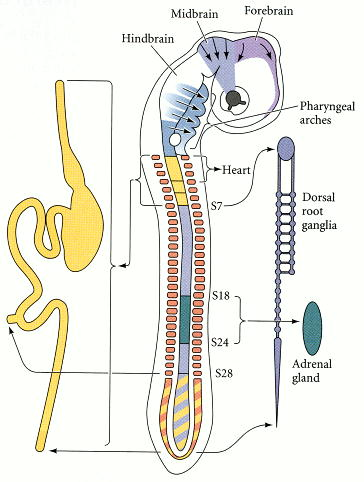 Forebrain
Midbrain
Hindbrain
Pharyngeal
arches
Heart
S7
Dorsal
root
ganglia
S18
S24
Adrenal
gland
S28